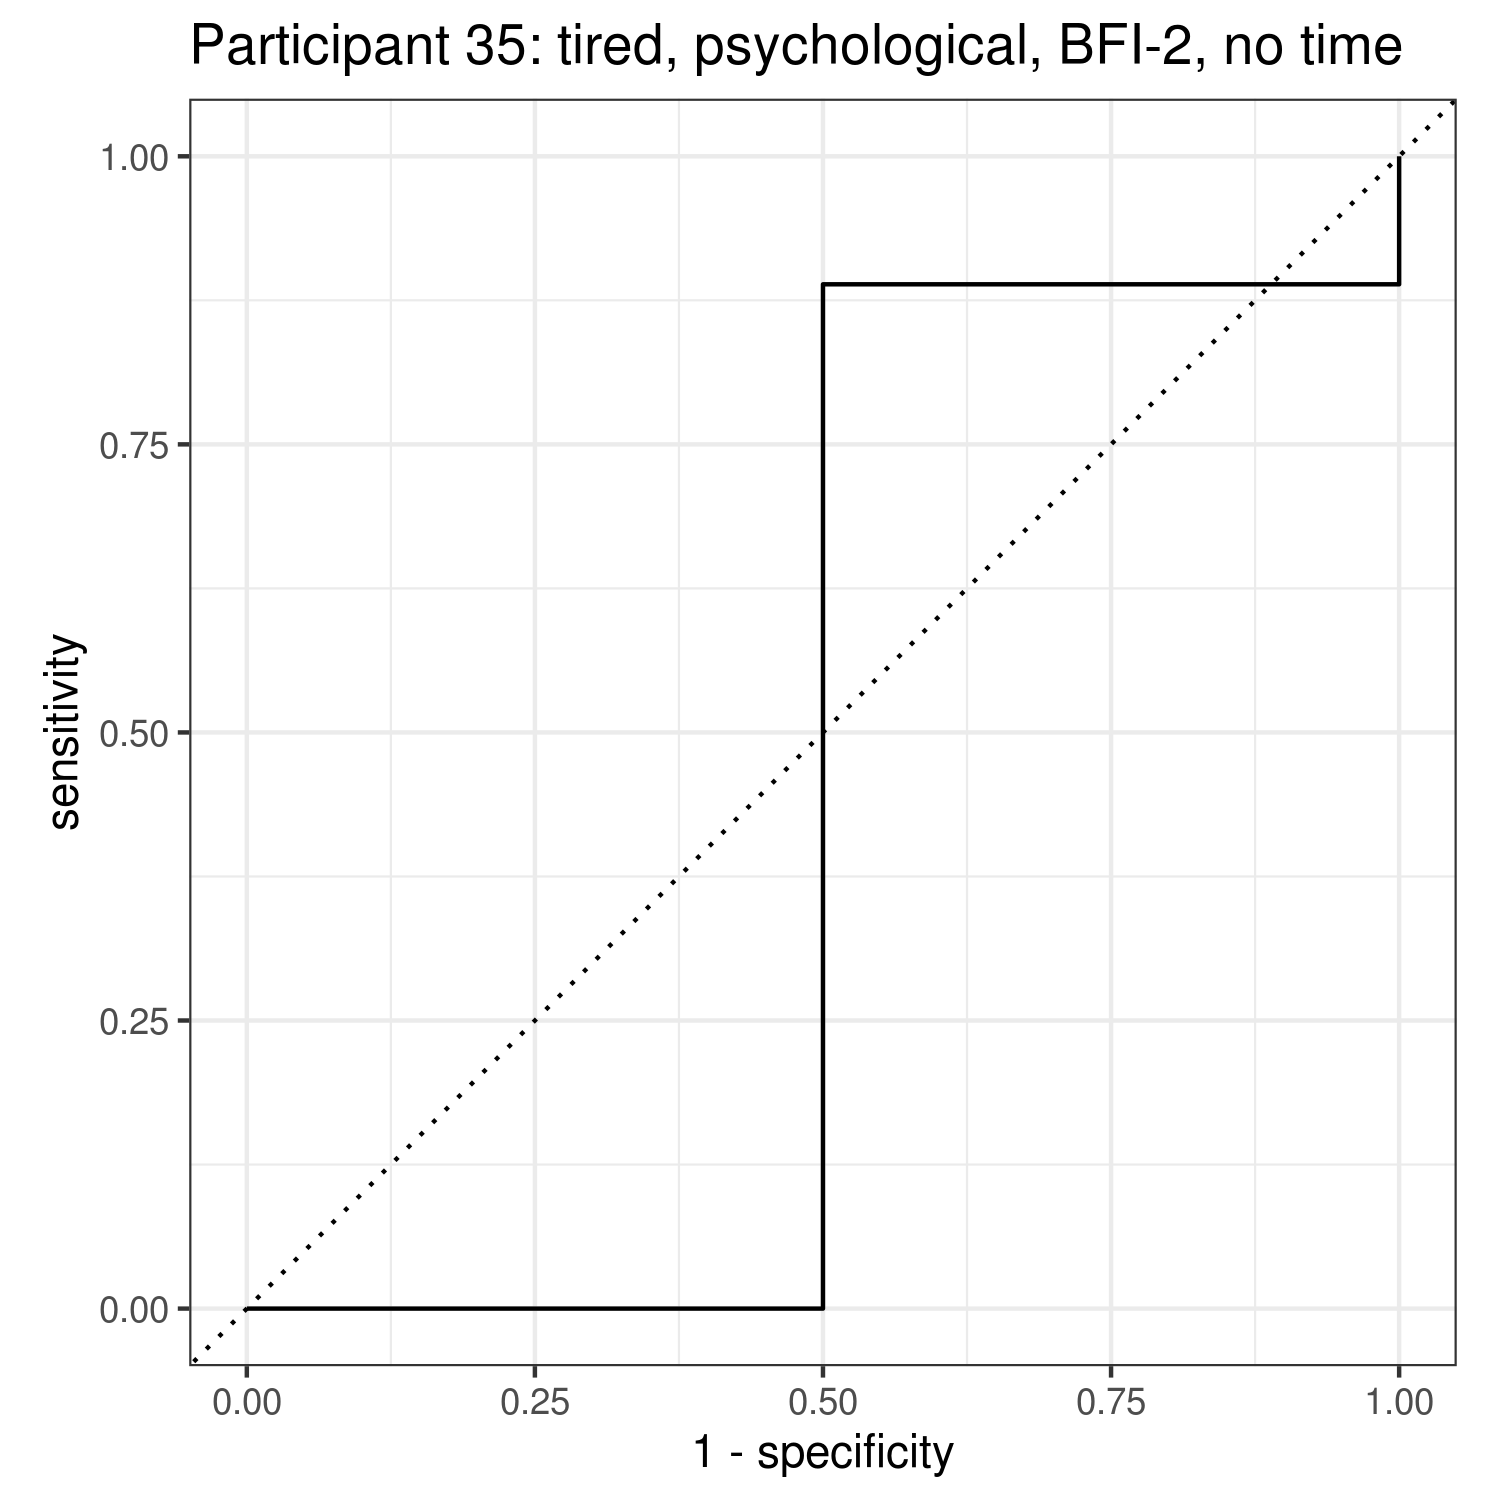 Participant 35: tired, psychological, BFI-2, no time
1.00
0.75
0.50
0.25
0.00
sensitivity
0.00 0.25 0.50 0.75 1.00
1 - specificity